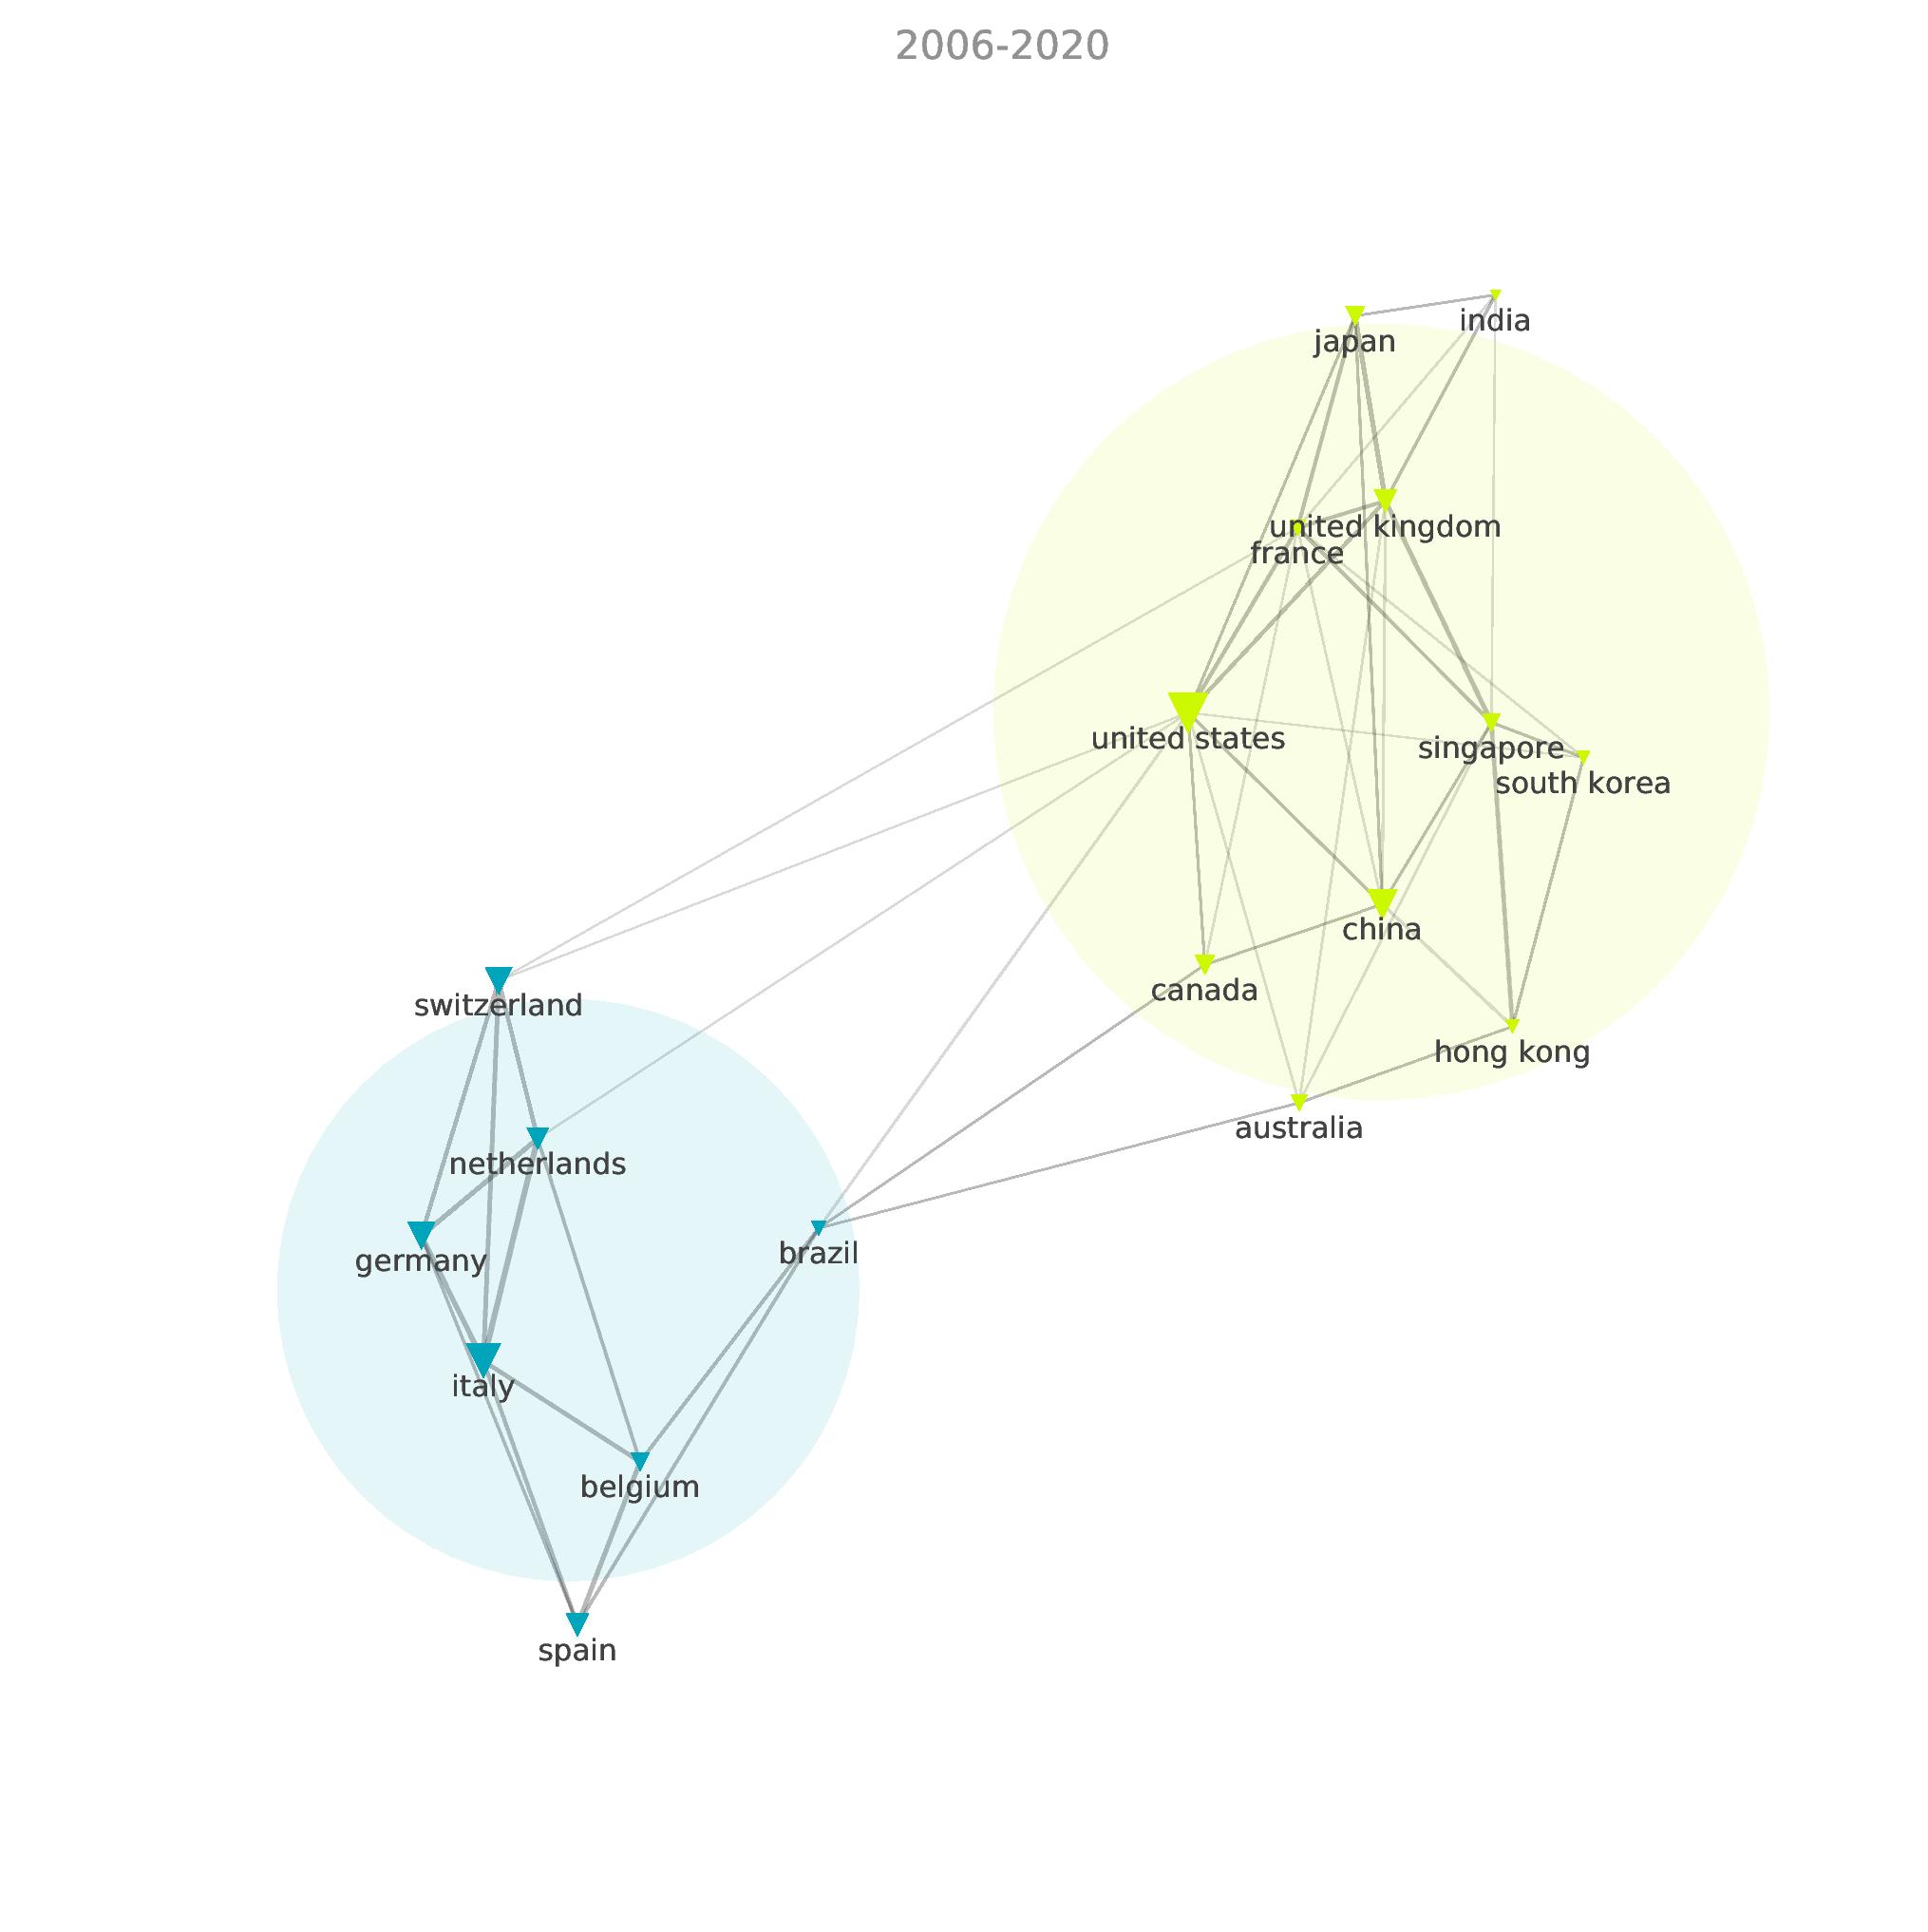 2006-2020
india
japan
united kingdom
france
united states
singapore
south korea
china
canada
switzerland
hong kong
australia
netherlands
brazil
germany
italy
belgium
spain